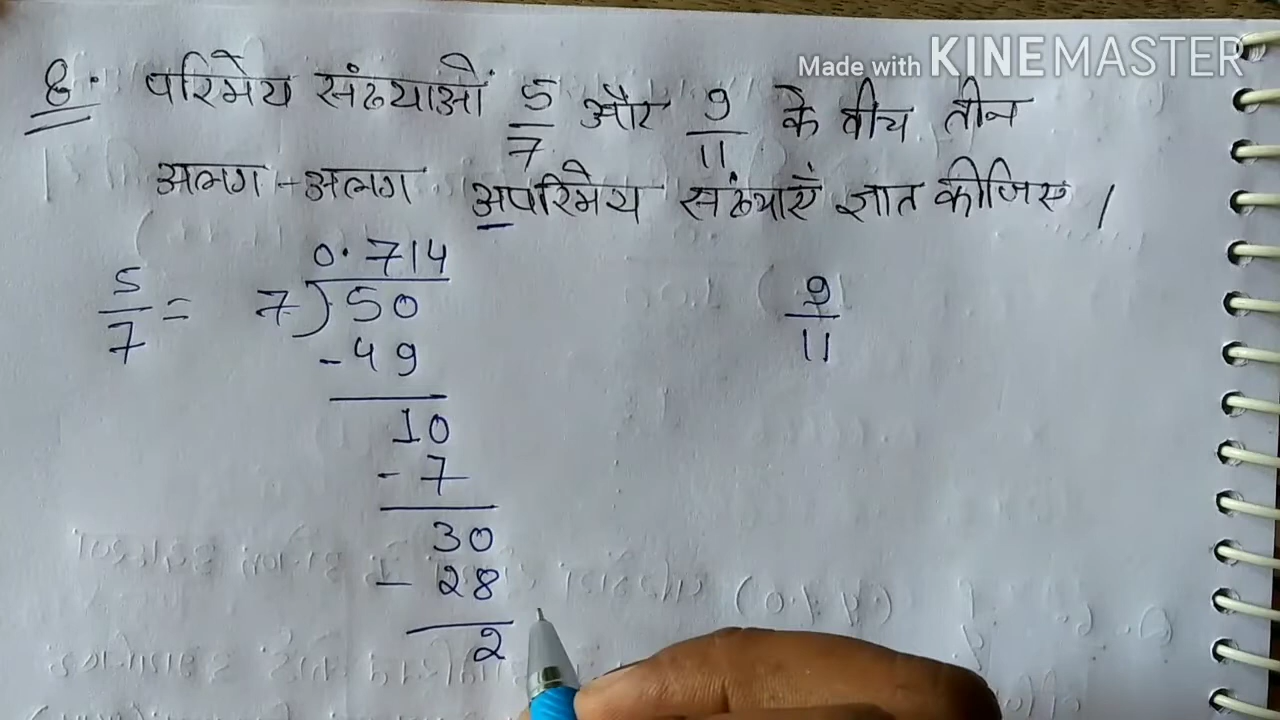 Made with KINEMASTER
8. परिमेय संख्याओं 5/7 और 9/11 के बीच तीन
अलग-अलग अपरिमेय संख्याएँ ज्ञात कीजिए।
0.714
5/7 = 7) 50
9/11
-49
10
-7
30
-28
2